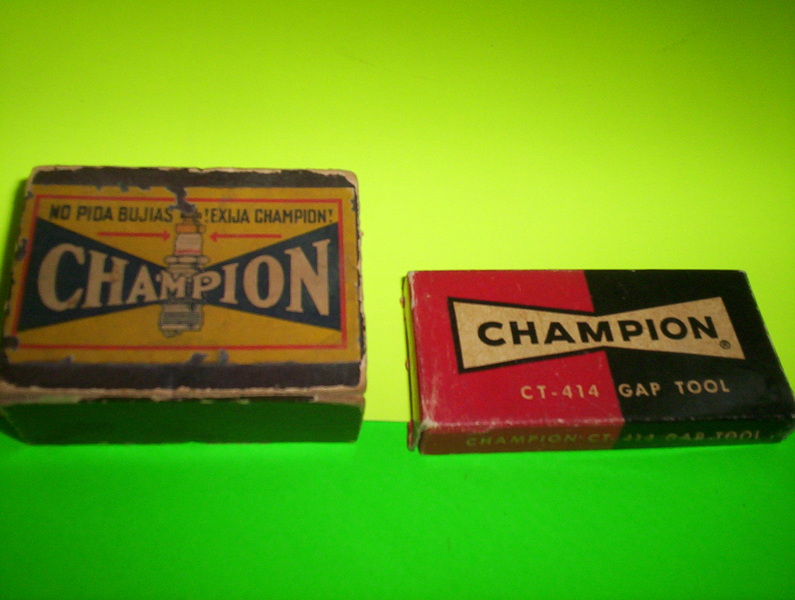 NO PIDA BUJIAS ¡EXIJA CHAMPION!
CHAMPION
CHAMPION®
CT-414 GAP TOOL
CHAMPION CT-414 GAP TOOL